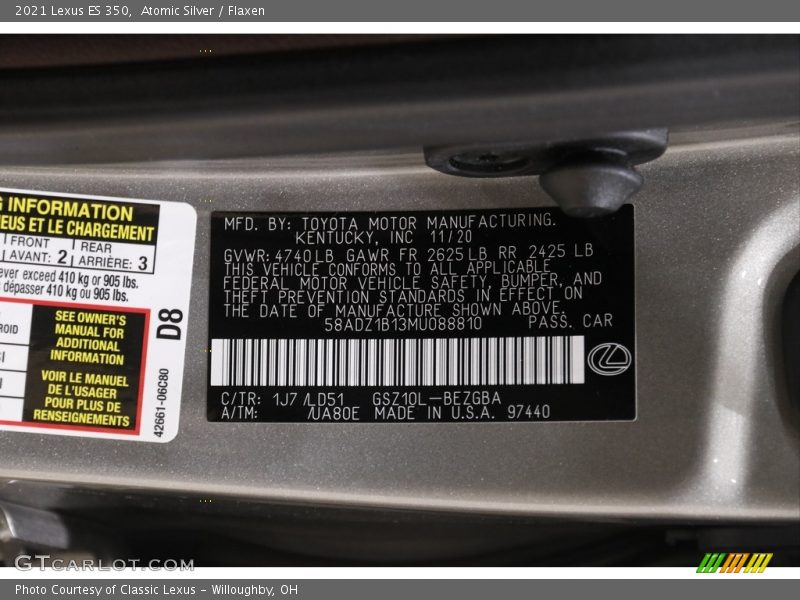 2021 Lexus ES 350,  Atomic Silver / Flaxen
G INFORMATION
NEUS ET LE CHARGEMENT
FRONT
AVANT: 2
REAR
ARRIÈRE: 3
ever exceed 410 kg or 905 lbs.
dépasser 410 kg ou 905 lbs.
ROID
SEE OWNER'S
MANUAL FOR
ADDITIONAL
INFORMATION
VOIR LE MANUEL
DE L'USAGER
POUR PLUS DE
RENSEIGNEMENTS
D8
42661-06C80
MFD. BY: TOYOTA MOTOR MANUFACTURING.
KENTUCKY, INC 11/20
GVWR: 4740LB GAWR FR 2625LB RR 2425 LB
THIS VEHICLE CONFORMS TO ALL APPLICABLE
FEDERAL MOTOR VEHICLE SAFETY, BUMPER, AND
THEFT PREVENTION STANDARDS IN EFFECT ON
THE DATE OF MANUFACTURE SHOWN ABOVE.
58ADZ1B13MU088810 PASS. CAR
C/TR: 1J7 /LD51 GSZ10L-BEZGBA
A/TM: /UA80E MADE IN U.S.A. 97440
GTCARLOT.COM
Photo Courtesy of Classic Lexus - Willoughby, OH